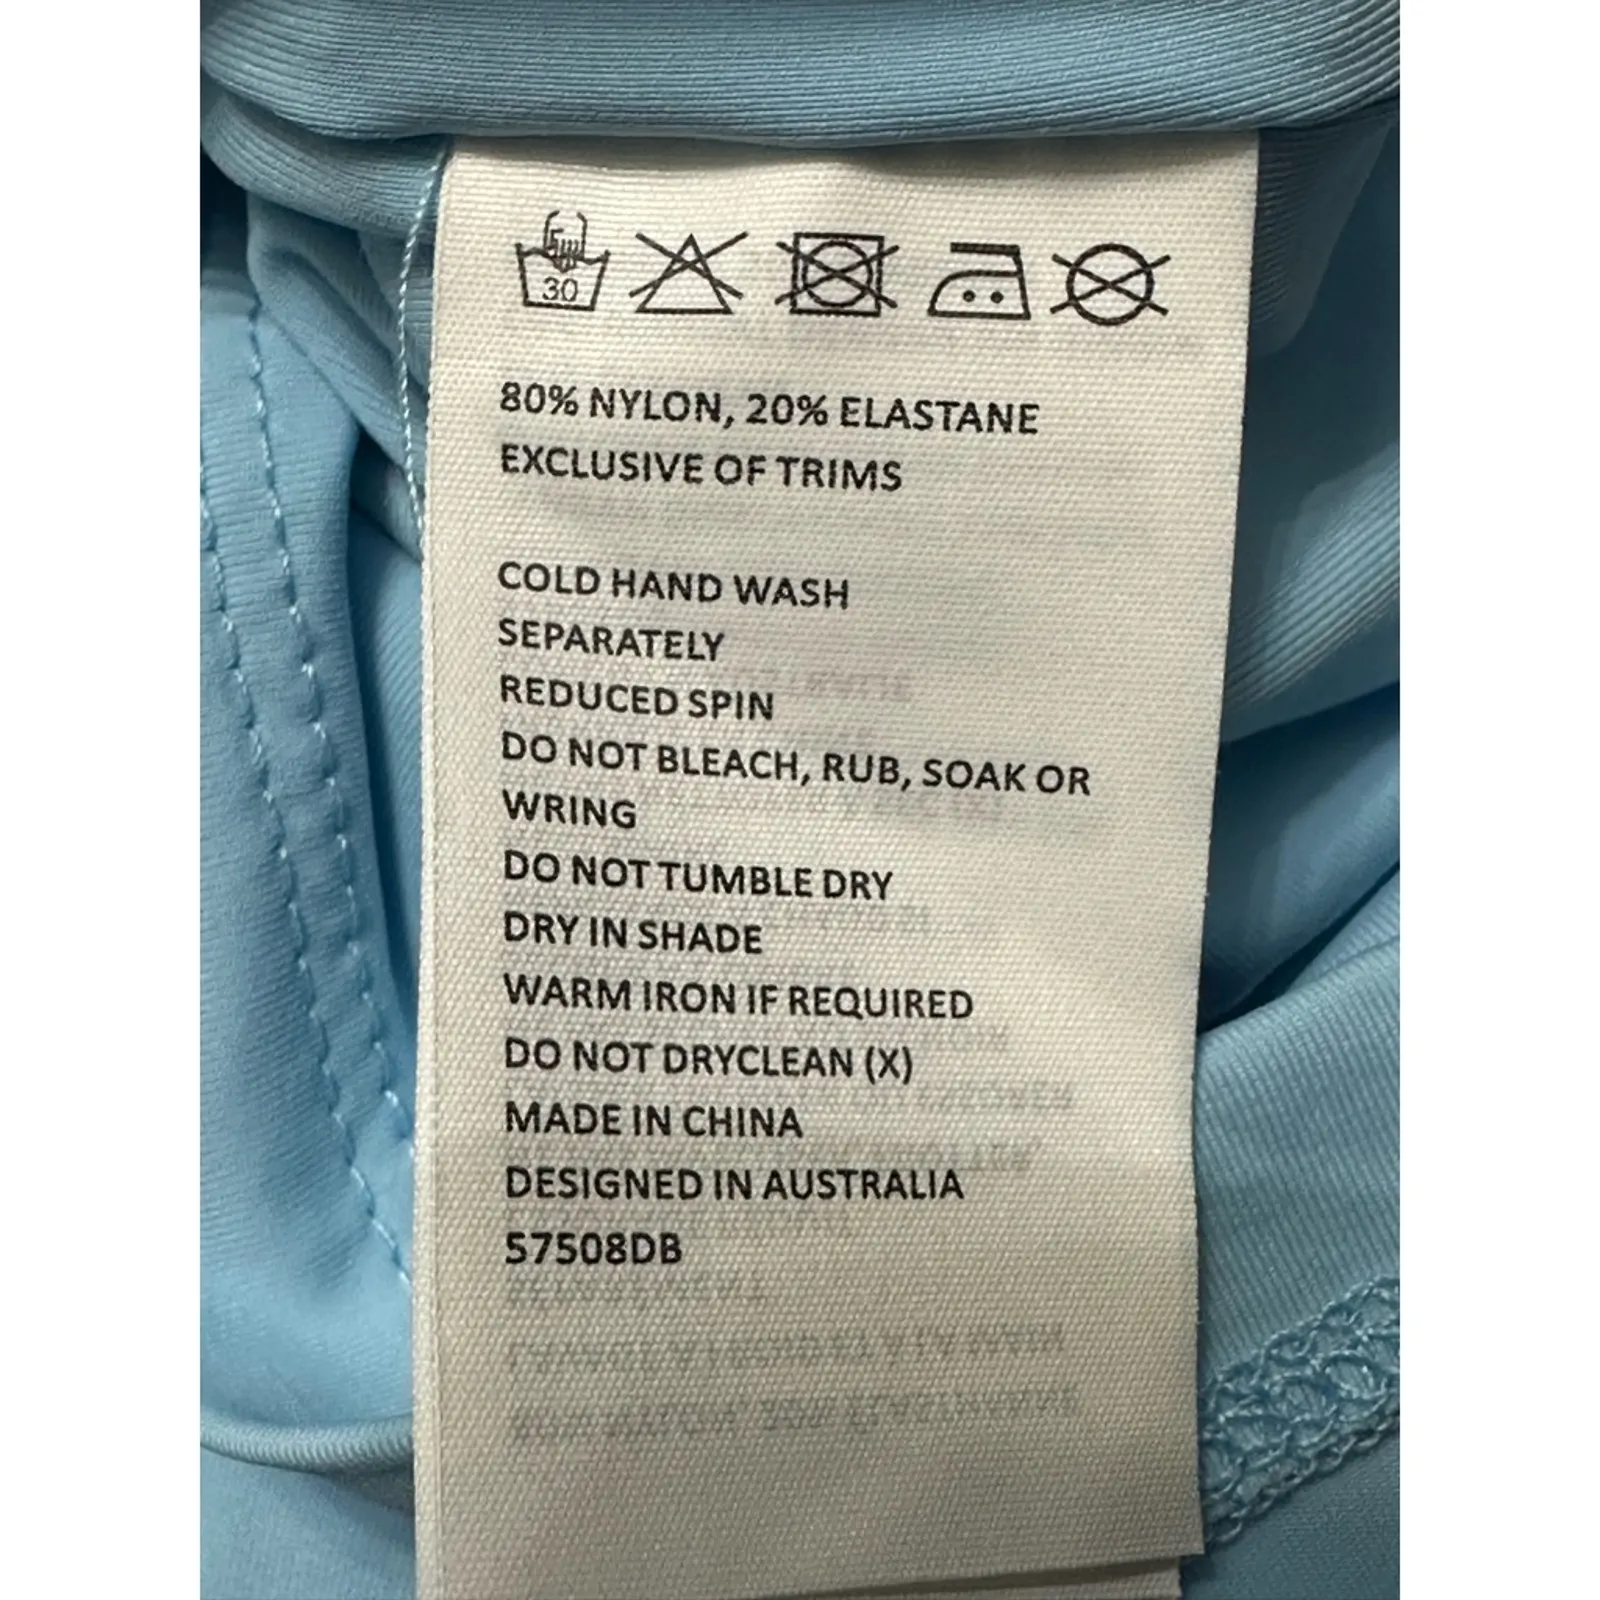 30
80% NYLON, 20% ELASTANE
EXCLUSIVE OF TRIMS
COLD HAND WASH
SEPARATELY
REDUCED SPIN
DO NOT BLEACH, RUB, SOAK OR
WRING
DO NOT TUMBLE DRY
DRY IN SHADE
WARM IRON IF REQUIRED
DO NOT DRYCLEAN (X)
MADE IN CHINA
DESIGNED IN AUSTRALIA
57508DB